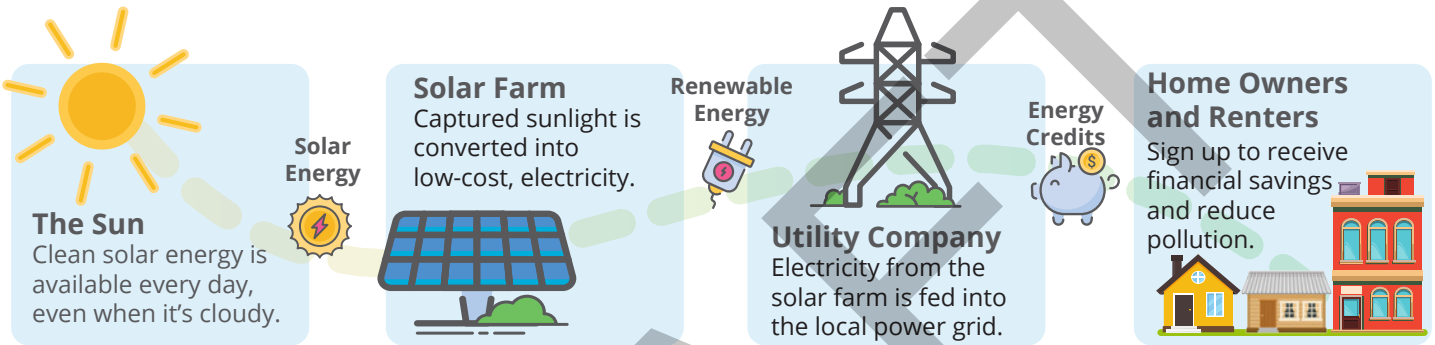 The Sun
Clean solar energy is
available every day,
even when it’s cloudy.
Solar
Energy
Solar Farm
Captured sunlight is
converted into
low-cost, electricity.
Renewable
Energy
Utility Company
Electricity from the
solar farm is fed into
the local power grid.
Energy
Credits
$
Home Owners
and Renters
Sign up to receive
financial savings
and reduce
pollution.